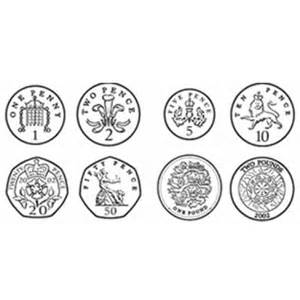 ONE PENNY
1
TWO PENCE
2
FIVE PENCE
5
TEN PENCE
10
TWENTY PENCE
20
FIFTY PENCE
50
ONE POUND
TWO POUNDS
2002